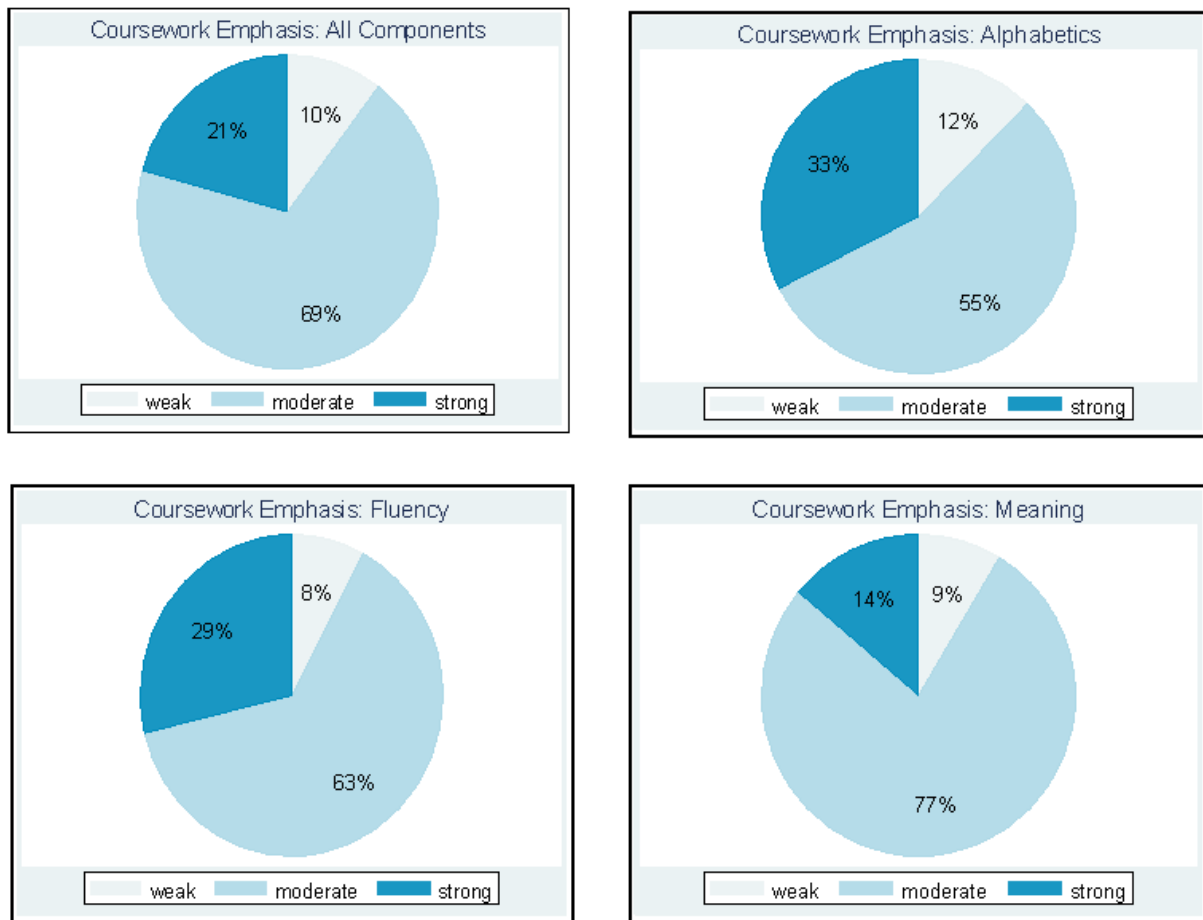 Coursework Emphasis: All Components
10%
21%
69%
weak moderate strong
Coursework Emphasis: Alphabetics
12%
33%
55%
weak moderate strong
Coursework Emphasis: Fluency
8%
29%
63%
weak moderate strong
Coursework Emphasis: Meaning
14% 9%
77%
weak moderate strong